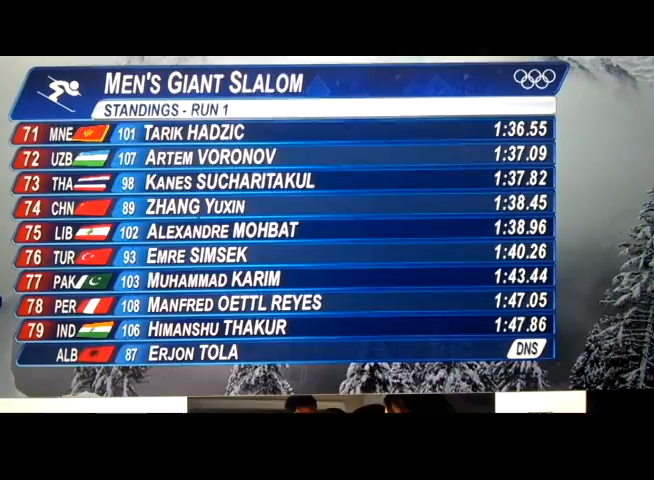 MEN'S GIANT SLALOM
STANDINGS - RUN 1
71 MNE 101 TARIK HADZIC 1:36.55
72 UZB 107 ARTEM VORONOV 1:37.09
73 THA 98 KANES SUCHARITAKUL 1:37.82
74 CHN 89 ZHANG YUXIN 1:38.45
75 LIB 102 ALEXANDRE MOHBAT 1:38.96
76 TUR 93 EMRE SIMSEK 1:40.26
77 PAK 103 MUHAMMAD KARIM 1:43.44
78 PER 108 MANFRED OETTL REYES 1:47.05
79 IND 106 HIMANSHU THAKUR 1:47.86
ALB 87 ERJON TOLA DNS